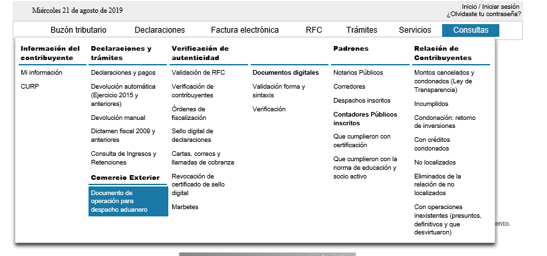 Miércoles 21 de agosto de 2019
Inicio / Iniciar sesión
¿Olvidaste tu contraseña?
Buzón tributario Declaraciones Factura electrónica RFC Trámites Servicios Consultas
Información del
contribuyente
Mi información
CURP
Declaraciones y
trámites
Declaraciones y pagos
Devolución automática
(Ejercicio 2015 y
anteriores)
Devolución manual
Dictamen fiscal 2009 y
anteriores
Consulta de Ingresos y
Retenciones
Comercio Exterior
Documento de
operación para
despacho aduanero
Verificación de
autenticidad
Validación de RFC
Verificación de
contribuyentes
Órdenes de
fiscalización
Sello digital de
declaraciones
Cartas, correos y
llamadas de cobranza
Revocación de
certificado de sello
digital
Marbetes
Documentos digitales
Validación forma y
sintaxis
Verificación
Padrones
Notarios Públicos
Corredores
Despachos inscritos
Contadores Públicos
inscritos
Que cumplieron con
certificación
Que cumplieron con la
norma de educación y
socio activo
Relación de
Contribuyentes
Montos cancelados y
condonados (Ley de
Transparencia)
Incumplidos
Condonación: retorno
de inversiones
Con créditos
condonados
No localizados
Eliminados de la
relación de no
localizados
Con operaciones
inexistentes (presuntos,
definitivos y que
desvirtuaron)
ento.